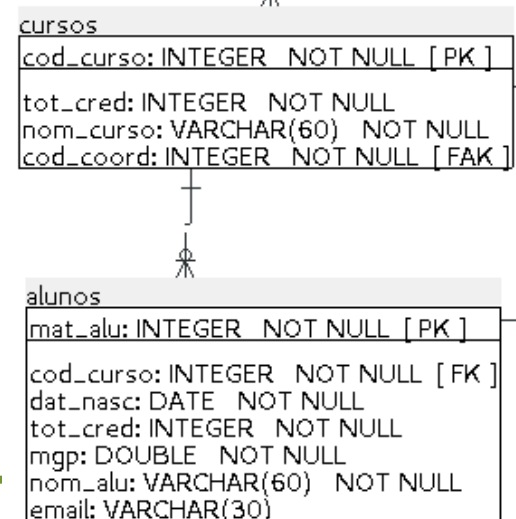 cursos
cod_curso: INTEGER NOT NULL [ PK ]
tot_cred: INTEGER NOT NULL
nom_curso: VARCHAR(60) NOT NULL
cod_coord: INTEGER NOT NULL [ FAK ]
alunos
mat_alu: INTEGER NOT NULL [ PK ]
cod_curso: INTEGER NOT NULL [ FK ]
dat_nasc: DATE NOT NULL
tot_cred: INTEGER NOT NULL
mgp: DOUBLE NOT NULL
nom_alu: VARCHAR(60) NOT NULL
email: VARCHAR(30)